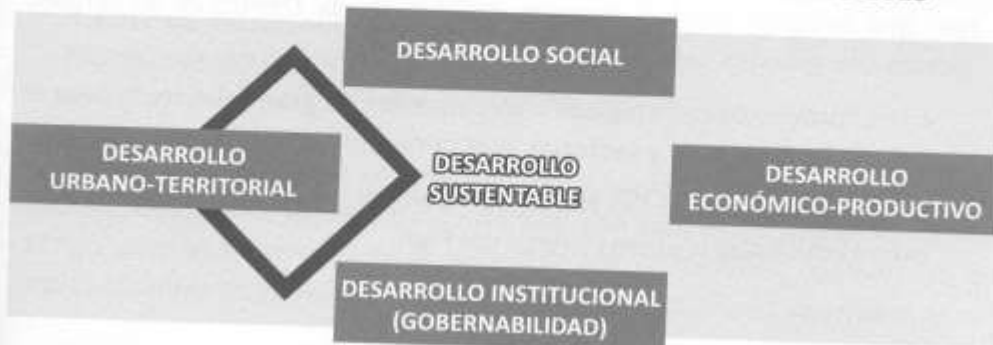 DESARROLLO SOCIAL
DESARROLLO
URBANO-TERRITORIAL
DESARROLLO
SUSTENTABLE
DESARROLLO
ECONÓMICO-PRODUCTIVO
DESARROLLO INSTITUCIONAL
(GOBERNABILIDAD)